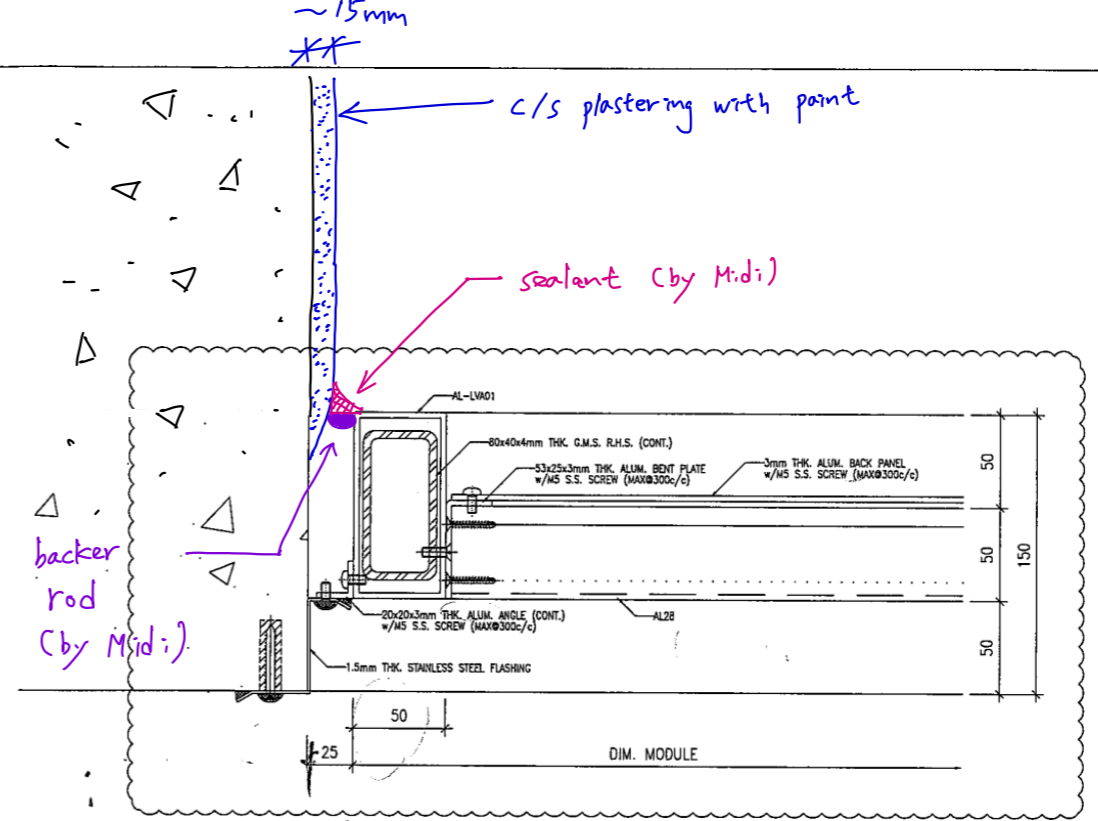 ~15mm
c/s plastering with paint
sealant (by Midi)
AL-LVA01
80x40x4mm THK. G.M.S. R.H.S. (CONT.)
53x25x3mm THK. ALUM. BENT PLATE
w/M5 S.S. SCREW (MAX@300c/c)
3mm THK. ALUM. BACK PANEL
w/M5 S.S. SCREW (MAX@300c/c)
50
backer
rod
(by Midi)
50
150
20x20x3mm THK. ALUM. ANGLE (CONT.)
w/M5 S.S. SCREW (MAX@300c/c)
AL28
50
1.5mm THK. STAINLESS STEEL FLASHING
50
25
DIM. MODULE